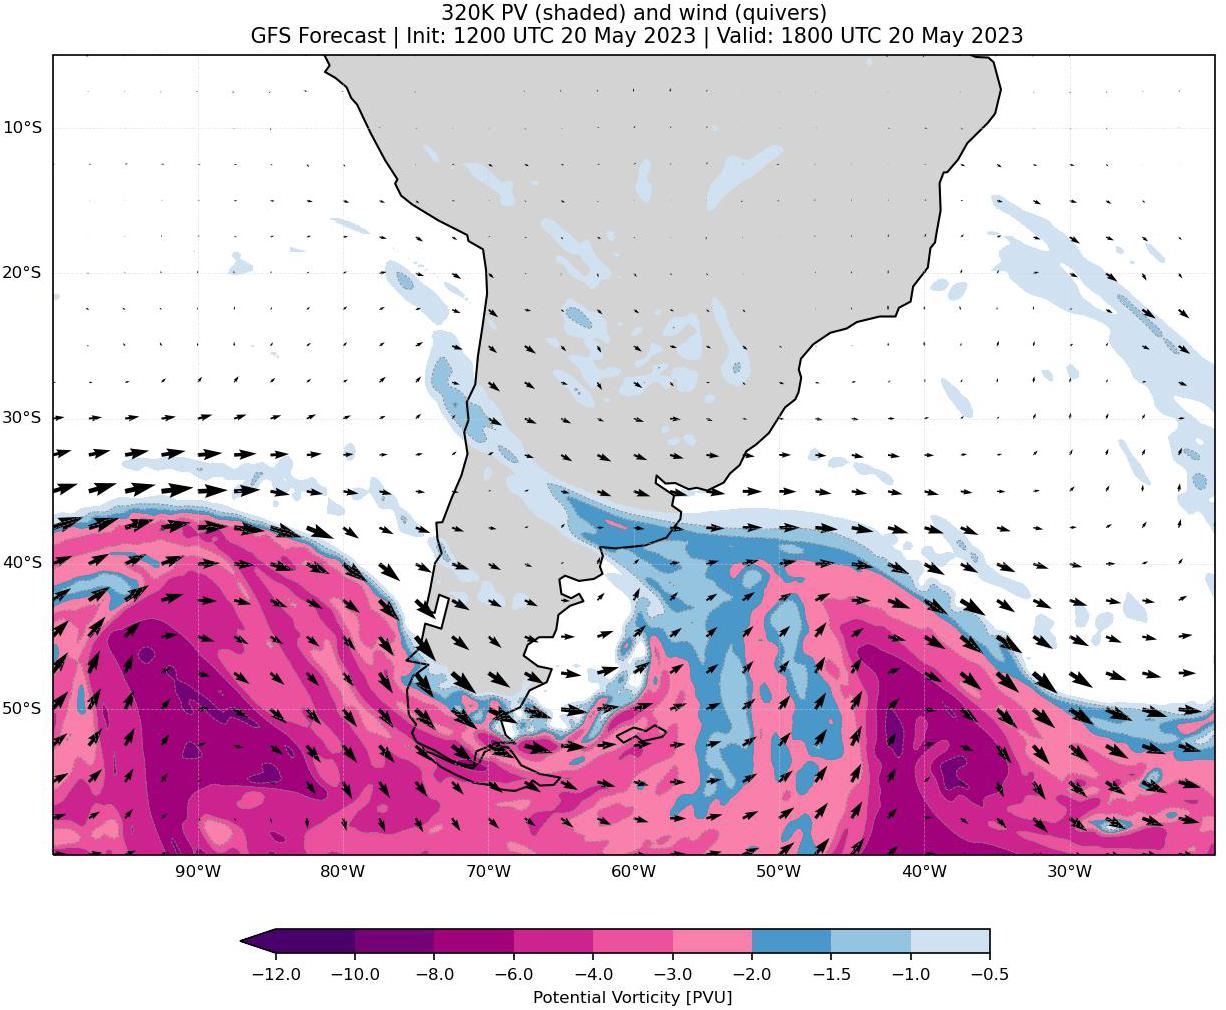 320K PV (shaded) and wind (quivers)
GFS Forecast | Init: 1200 UTC 20 May 2023 | Valid: 1800 UTC 20 May 2023
10°S
20°S
30°S
40°S
50°S
90°W 80°W 70°W 60°W 50°W 40°W 30°W
−12.0 −10.0 −8.0 −6.0 −4.0 −3.0 −2.0 −1.5 −1.0 −0.5
Potential Vorticity [PVU]